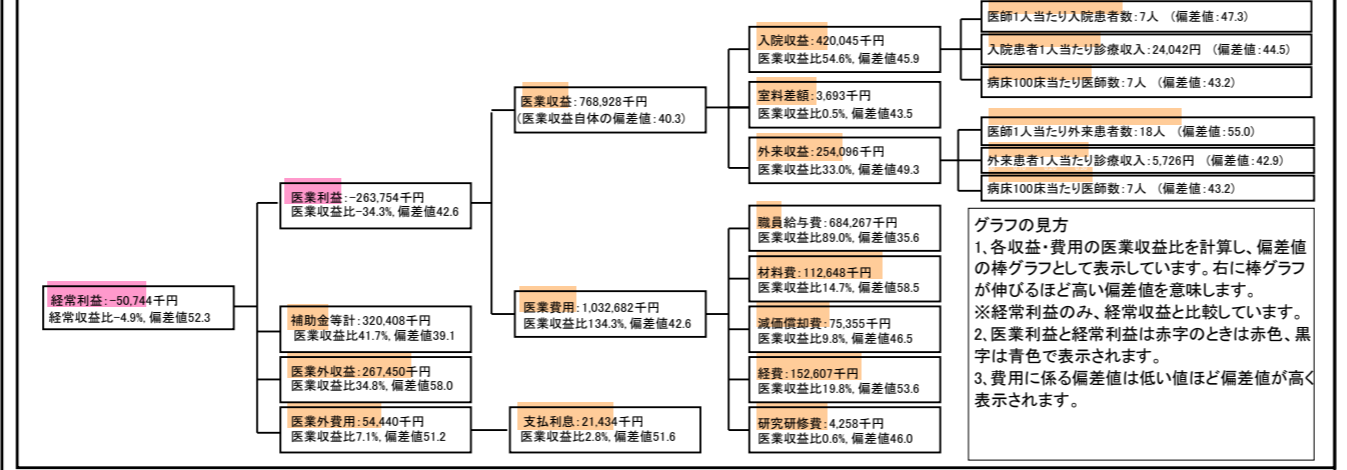 経常利益：-50,744千円
経常収比-4.9%, 偏差値52.3
医業利益：-263,754千円
医業収益比-34.3%, 偏差値42.6
補助金等計：320,408千円
医業収益比41.7%, 偏差値39.1
医業外収益：267,450千円
医業収益比34.8%, 偏差値58.0
医業外費用：54,440千円
医業収益比7.1%, 偏差値51.2
医業収益：768,928千円
（医業収益自体の偏差値：40.3）
医業費用：1,032,682千円
医業収益比134.3%, 偏差値42.6
支払利息：21,434千円
医業収益比2.8%, 偏差値51.6
入院収益：420,045千円
医業収益比54.6%, 偏差値45.9
室料差額：3,693千円
医業収益比0.5%, 偏差値43.5
外来収益：254,096千円
医業収益比33.0%, 偏差値49.3
職員給与費：684,267千円
医業収益比89.0%, 偏差値35.6
材料費：112,648千円
医業収益比14.7%, 偏差値58.5
減価償却費：75,355千円
医業収益比9.8%, 偏差値46.5
経費：152,607千円
医業収益比19.8%, 偏差値53.6
研究研修費：4,258千円
医業収益比0.6%, 偏差値46.0
医師1人当たり入院患者数：7人　（偏差値：47.3）
入院患者1人当たり診療収入：24,042円　（偏差値：44.5）
病床100床当たり医師数：7人　（偏差値：43.2）
医師1人当たり外来患者数：18人　（偏差値：55.0）
外来患者1人当たり診療収入：5,726円　（偏差値：42.9）
病床100床当たり医師数：7人　（偏差値：43.2）
グラフの見方
1、各収益・費用の医業収益比を計算し、偏差値
の棒グラフとして表示しています。右に棒グラフ
が伸びるほど高い偏差値を意味します。
※経常利益のみ、経常収益と比較しています。
2、医業利益と経常利益は赤字のときは赤色、黒
字は青色で表示されます。
3、費用に係る偏差値は低い値ほど偏差値が高く
表示されます。